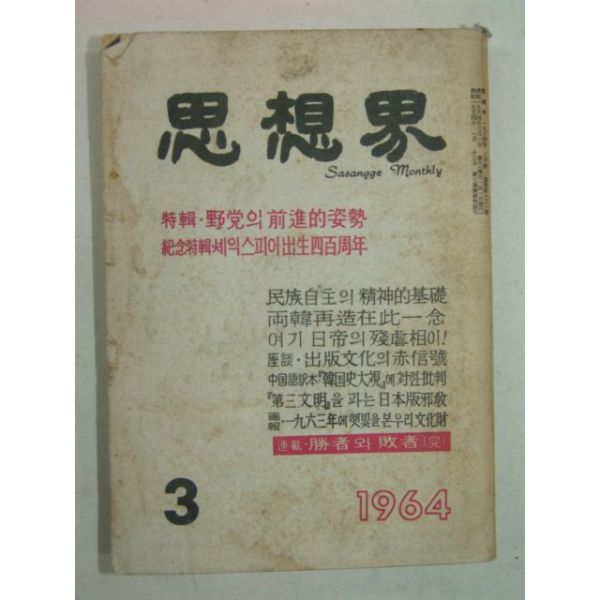 思想界
Sasangge Monthly
特輯·野党의 前進的姿勢
紀念特輯·셰익스피어出生四百周年
民族自主의 精神的基礎
両韓再造在此一念
여기 日帝의 殘虐相이!
座談·出版文化의 赤信號
中国語訳本『韓国史大観』에 対한 批判
『第三文明』을 파는 日本版邪教
画報·一九六三年에 햇빛을 본 우리 文化財
連載·勝者와 敗者(完)
3
1964